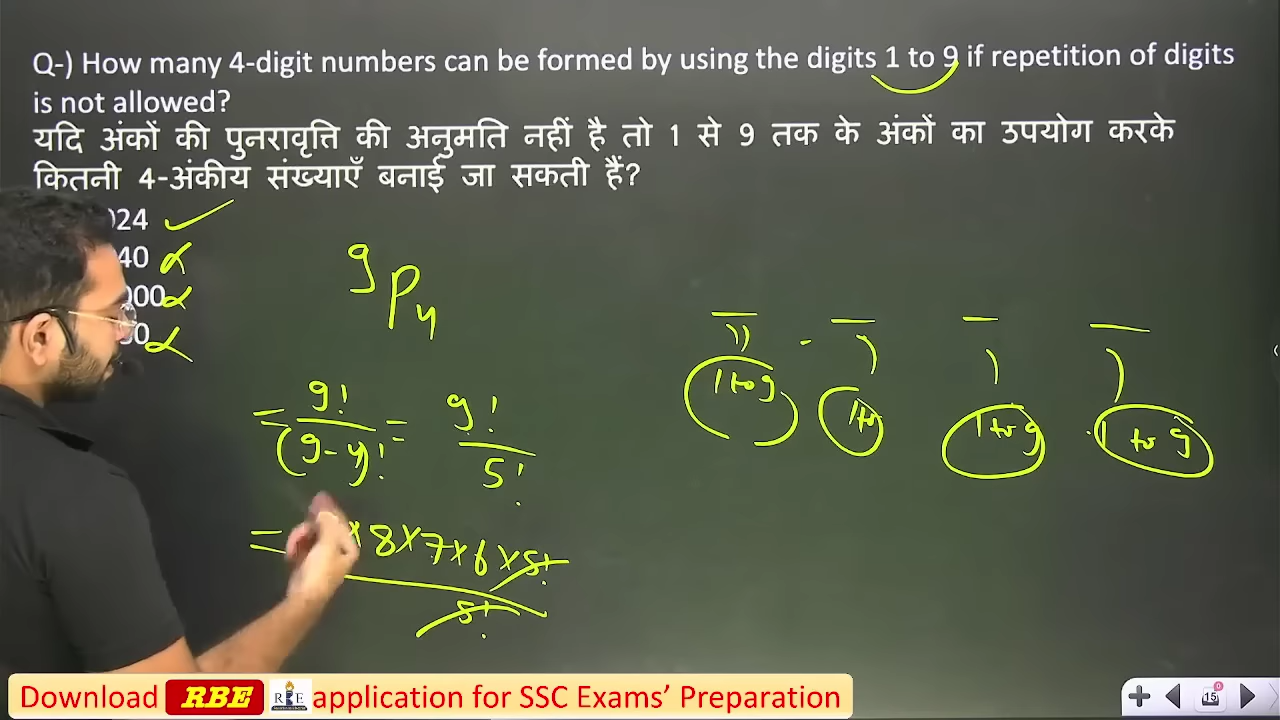 Q-) How many 4-digit numbers can be formed by using the digits 1 to 9 if repetition of digits
is not allowed?
यदि अंकों की पुनरावृत्ति की अनुमति नहीं है तो 1 से 9 तक के अंकों का उपयोग करके
कितनी 4-अंकीय संख्याएँ बनाई जा सकती हैं?
024
40
000
0
9P4
= 9! / (9-4)! = 9! / 5!
= × 8 × 7 × 6 × 5! / 5!
1 to 9 1 to 9 1 to 9
Download RBE RBE application for SSC Exams' Preparation
15